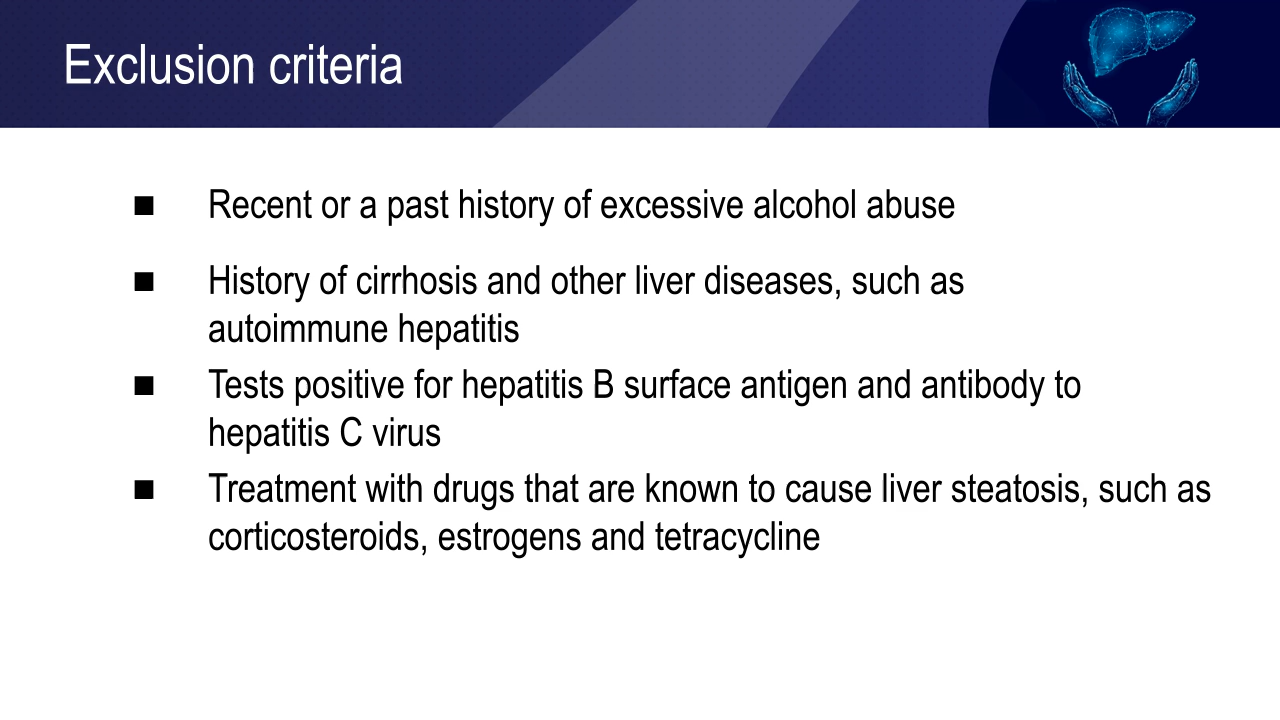 Exclusion criteria
■ Recent or a past history of excessive alcohol abuse
■ History of cirrhosis and other liver diseases, such as
autoimmune hepatitis
■ Tests positive for hepatitis B surface antigen and antibody to
hepatitis C virus
■ Treatment with drugs that are known to cause liver steatosis, such as
corticosteroids, estrogens and tetracycline